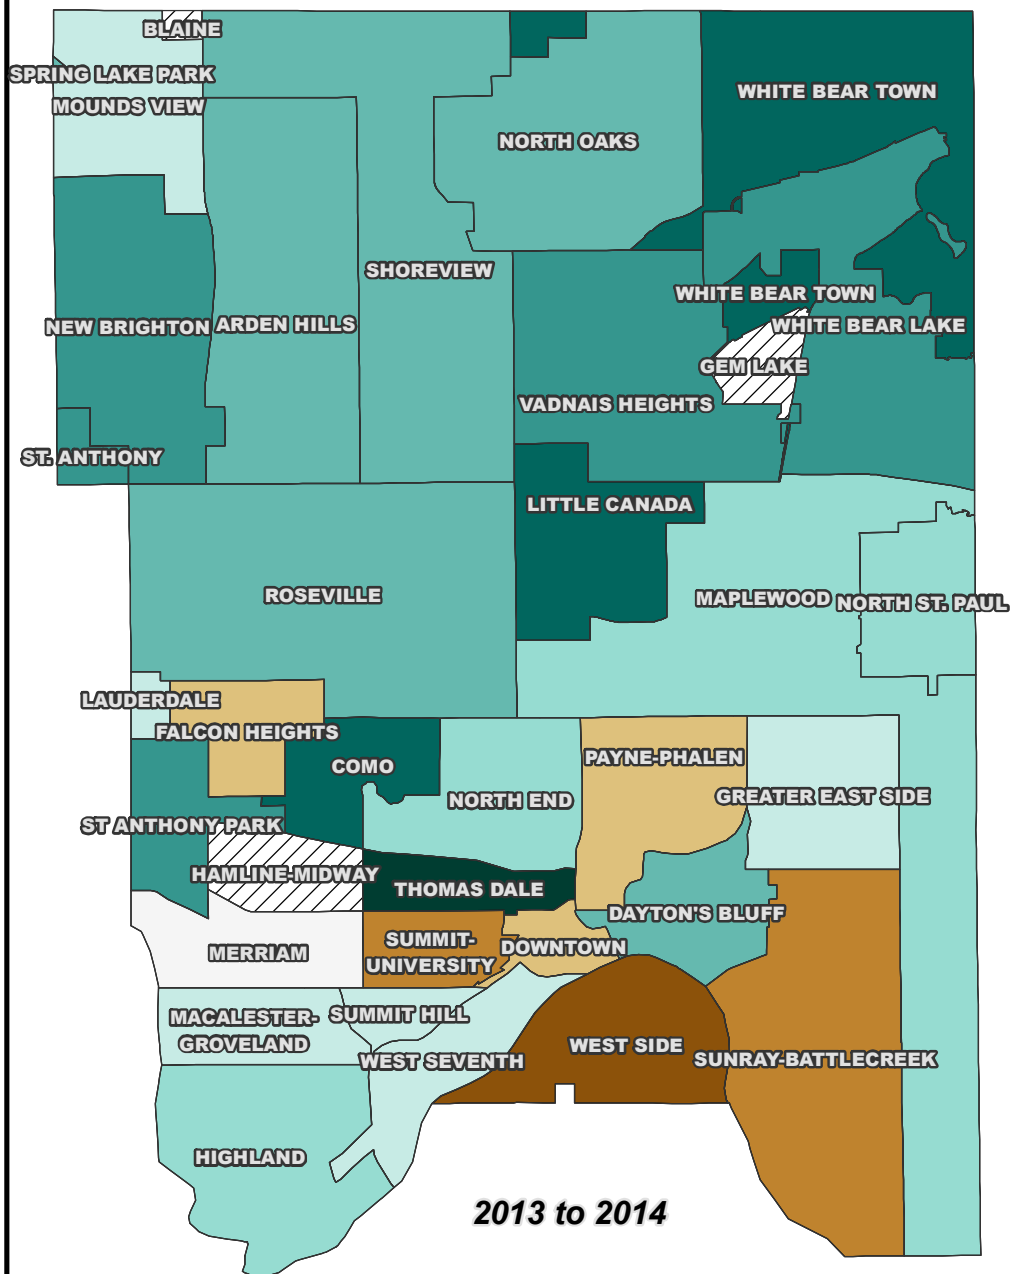 BLAINE
SPRING LAKE PARK
WHITE BEAR TOWN
MOUNDS VIEW
NORTH OAKS
SHOREVIEW
WHITE BEAR TOWN
NEW BRIGHTON
ARDEN HILLS
WHITE BEAR LAKE
GEM LAKE
VADNAIS HEIGHTS
ST. ANTHONY
LITTLE CANADA
ROSEVILLE
MAPLEWOOD
NORTH ST. PAUL
LAUDERDALE
FALCON HEIGHTS
COMO
PAYNE-PHALEN
NORTH END
GREATER EAST SIDE
ST ANTHONY PARK
HAMLINE-MIDWAY
THOMAS DALE
DAYTON'S BLUFF
MERRIAM
SUMMIT-
UNIVERSITY
DOWNTOWN
MACALESTER-
GROVELAND
SUMMIT HILL
WEST SEVENTH
WEST SIDE
SUNRAY-BATTLECREEK
HIGHLAND
2013 to 2014